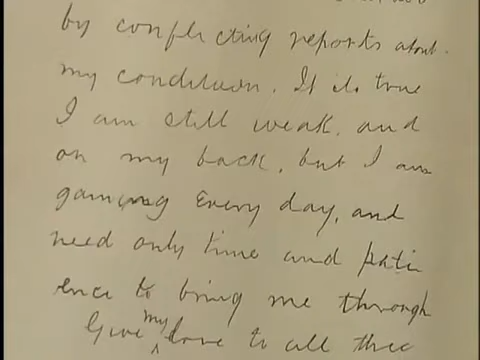 by conflicting reports about
my condition. It is true
I am still weak, and
on my back, but I am
gaining every day, and
need only time and pati
ence to bring me through
Give my love to all the